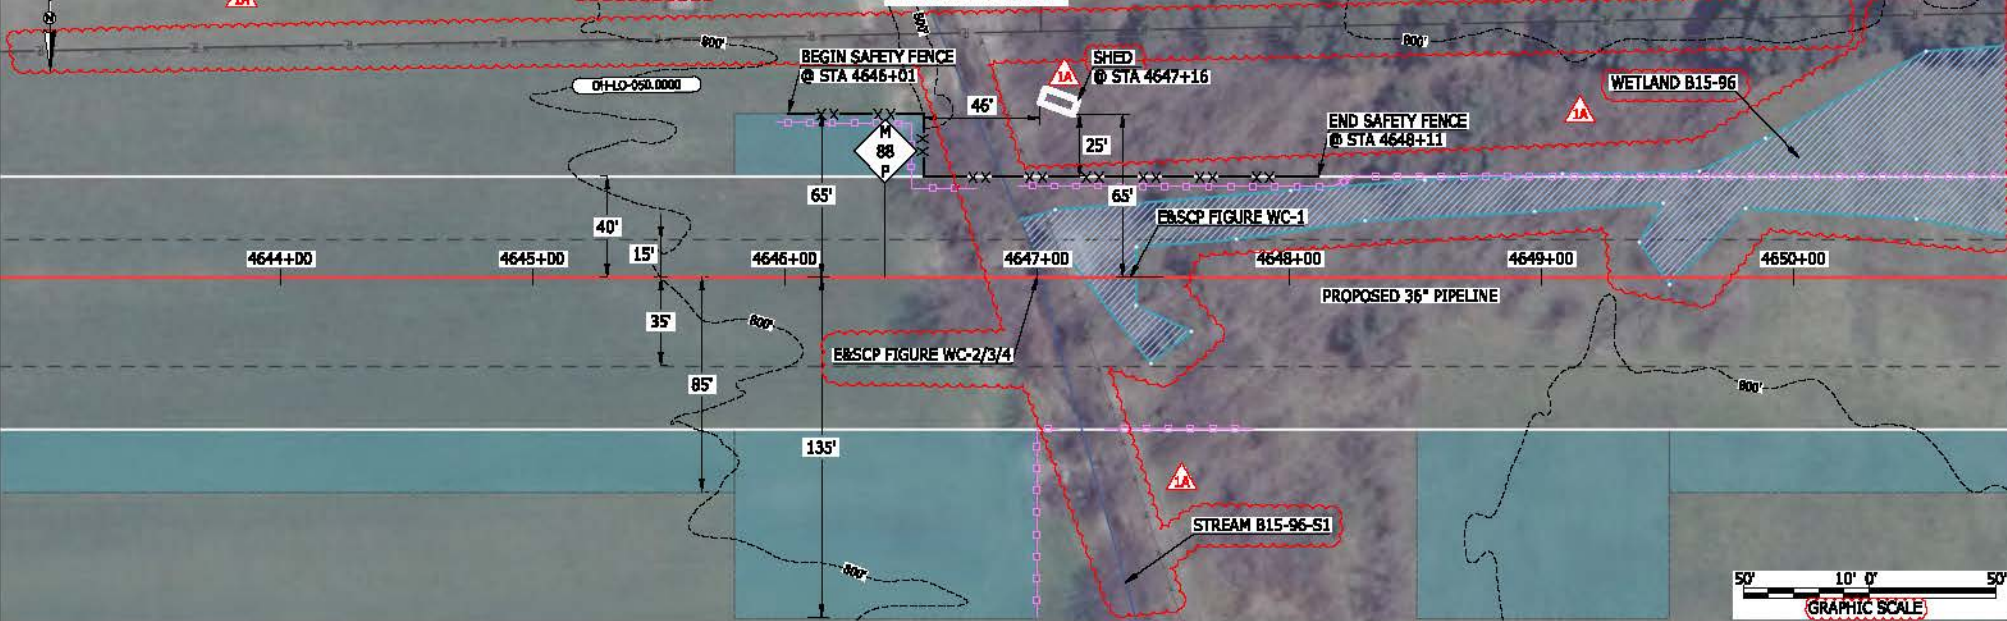 1A
N
800'
BEGIN SAFETY FENCE
@ STA 4646+01
OH-LO-050.0000
800'
46'
1A
SHED
@ STA 4647+16
800'
WETLAND B15-96
1A
END SAFETY FENCE
@ STA 4648+11
M
88
P
25'
65'
65'
40'
15'
E&SCP FIGURE WC-1
4644+00
4645+00
4646+00
4647+00
4648+00
4649+00
4650+00
PROPOSED 36" PIPELINE
35'
800'
E&SCP FIGURE WC-2/3/4
85'
800'
135'
1A
STREAM B15-96-S1
800'
50' 10' 0' 50'
GRAPHIC SCALE